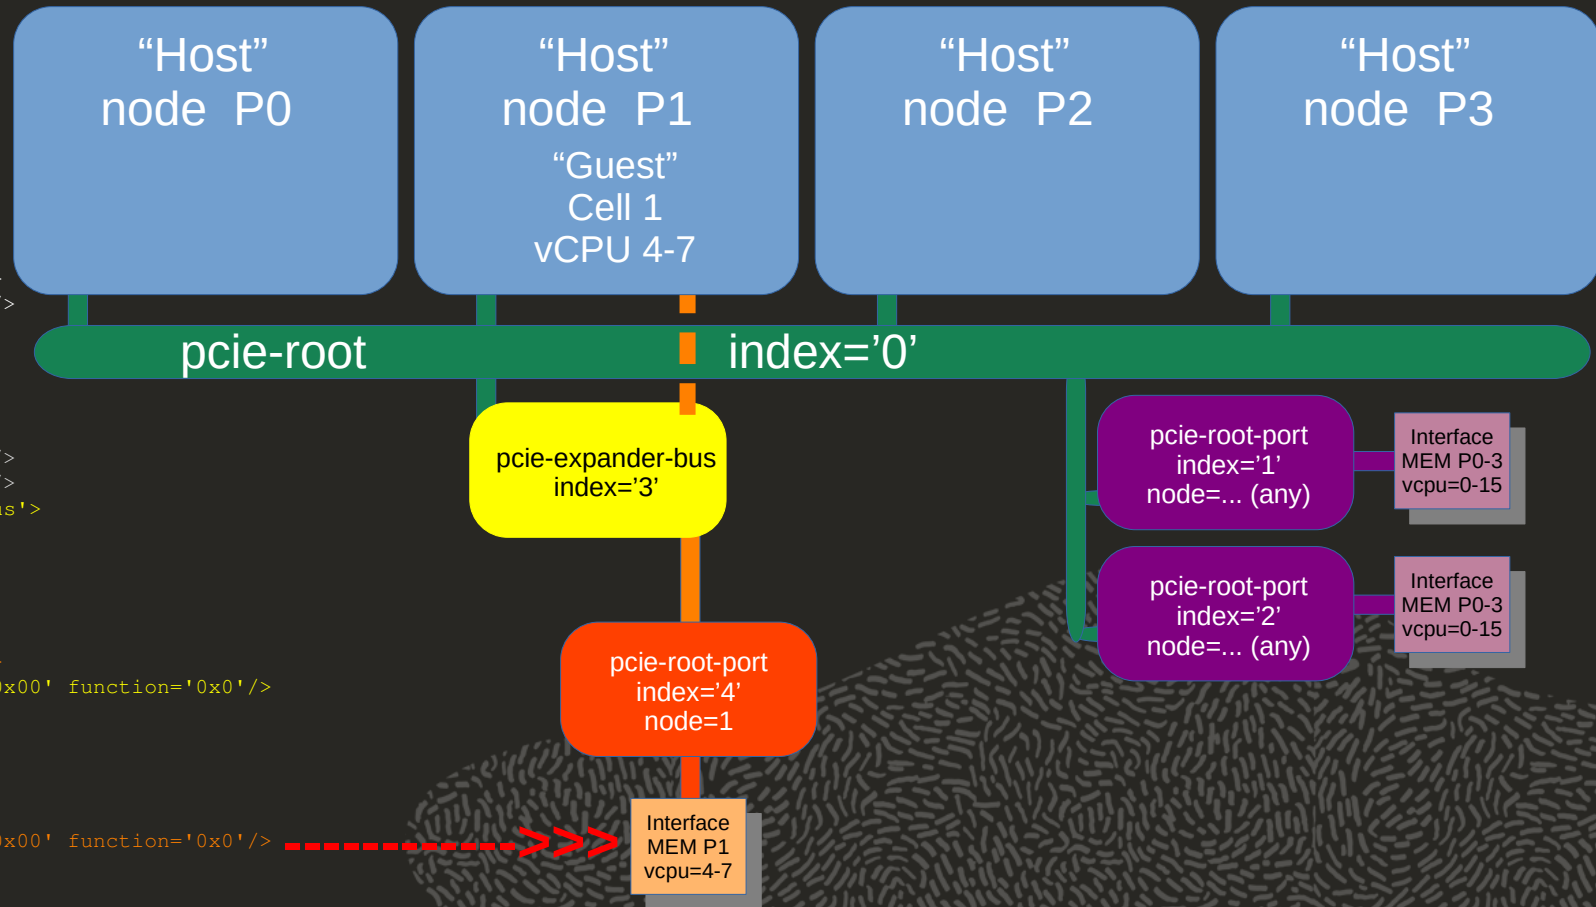 “Host”
node P0
“Host”
node P1
“Guest”
Cell 1
vCPU 4-7
“Host”
node P2
“Host”
node P3
/>
pcie-root index=’0’
pcie-expander-bus
index=’3’
pcie-root-port
index=’1’
node=... (any)
Interface
MEM P0-3
vcpu=0-15
/>
/>
us'>
pcie-root-port
index=’2’
node=... (any)
Interface
MEM P0-3
vcpu=0-15
pcie-root-port
index=’4’
node=1
0x00' function='0x0'/>
Interface
MEM P1
vcpu=4-7
0x00' function='0x0'/> -------------->>>